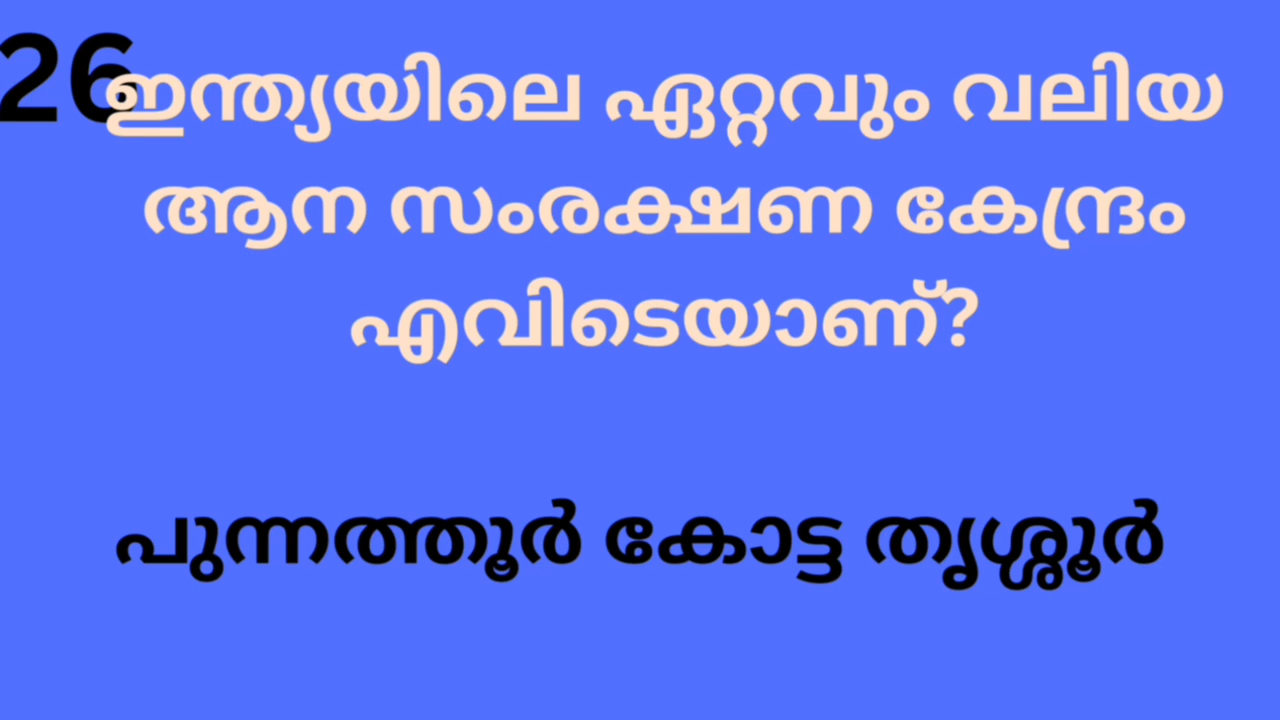 26
ഇന്ത്യയിലെ ഏറ്റവും വലിയ
ആന സംരക്ഷണ കേന്ദ്രം
എവിടെയാണ്?
പുന്നത്തൂർ കോട്ട തൃശ്ശൂർ